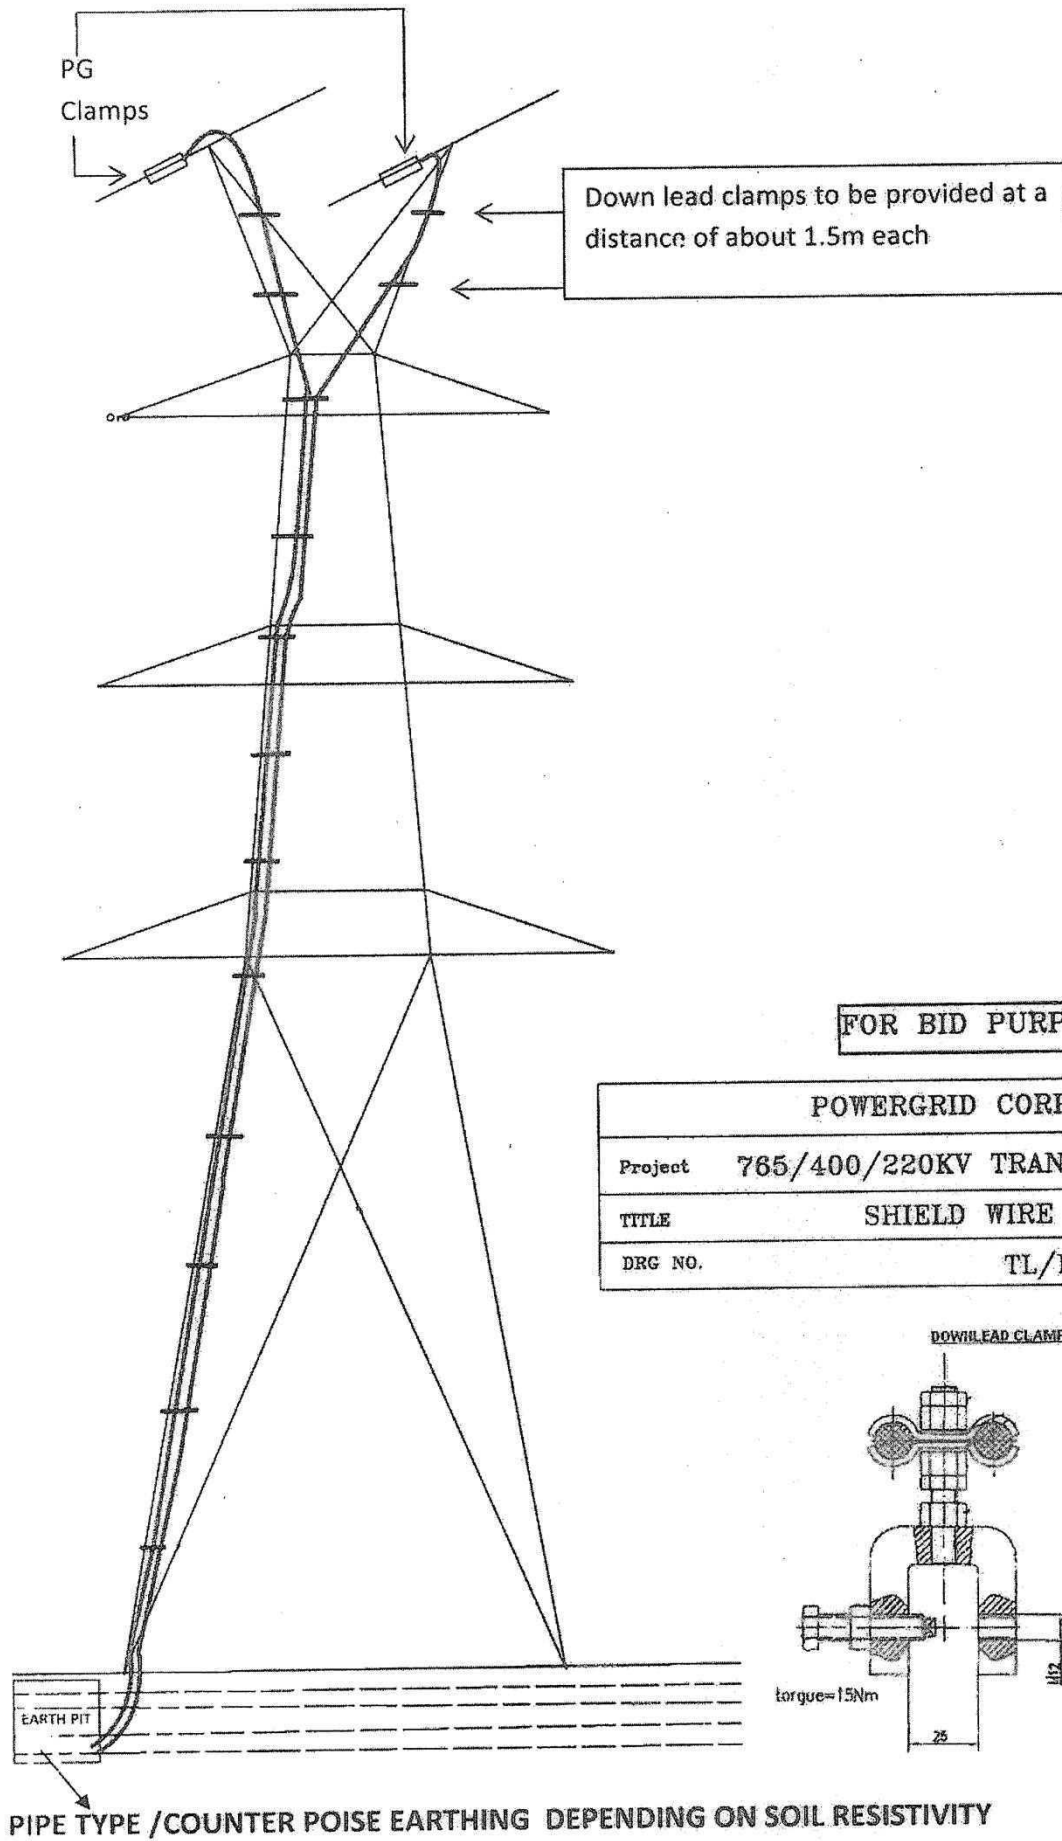 PG
Clamps
Down lead clamps to be provided at a
distance of about 1.5m each
FOR BID PURP
POWERGRID CORP
Project 765/400/220KV TRAN
TITLE SHIELD WIRE
DRG NO. TL/
DOWNLEAD CLAMP
torgue=15Nm
M12
25
EARTH PIT
PIPE TYPE /COUNTER POISE EARTHING DEPENDING ON SOIL RESISTIVITY